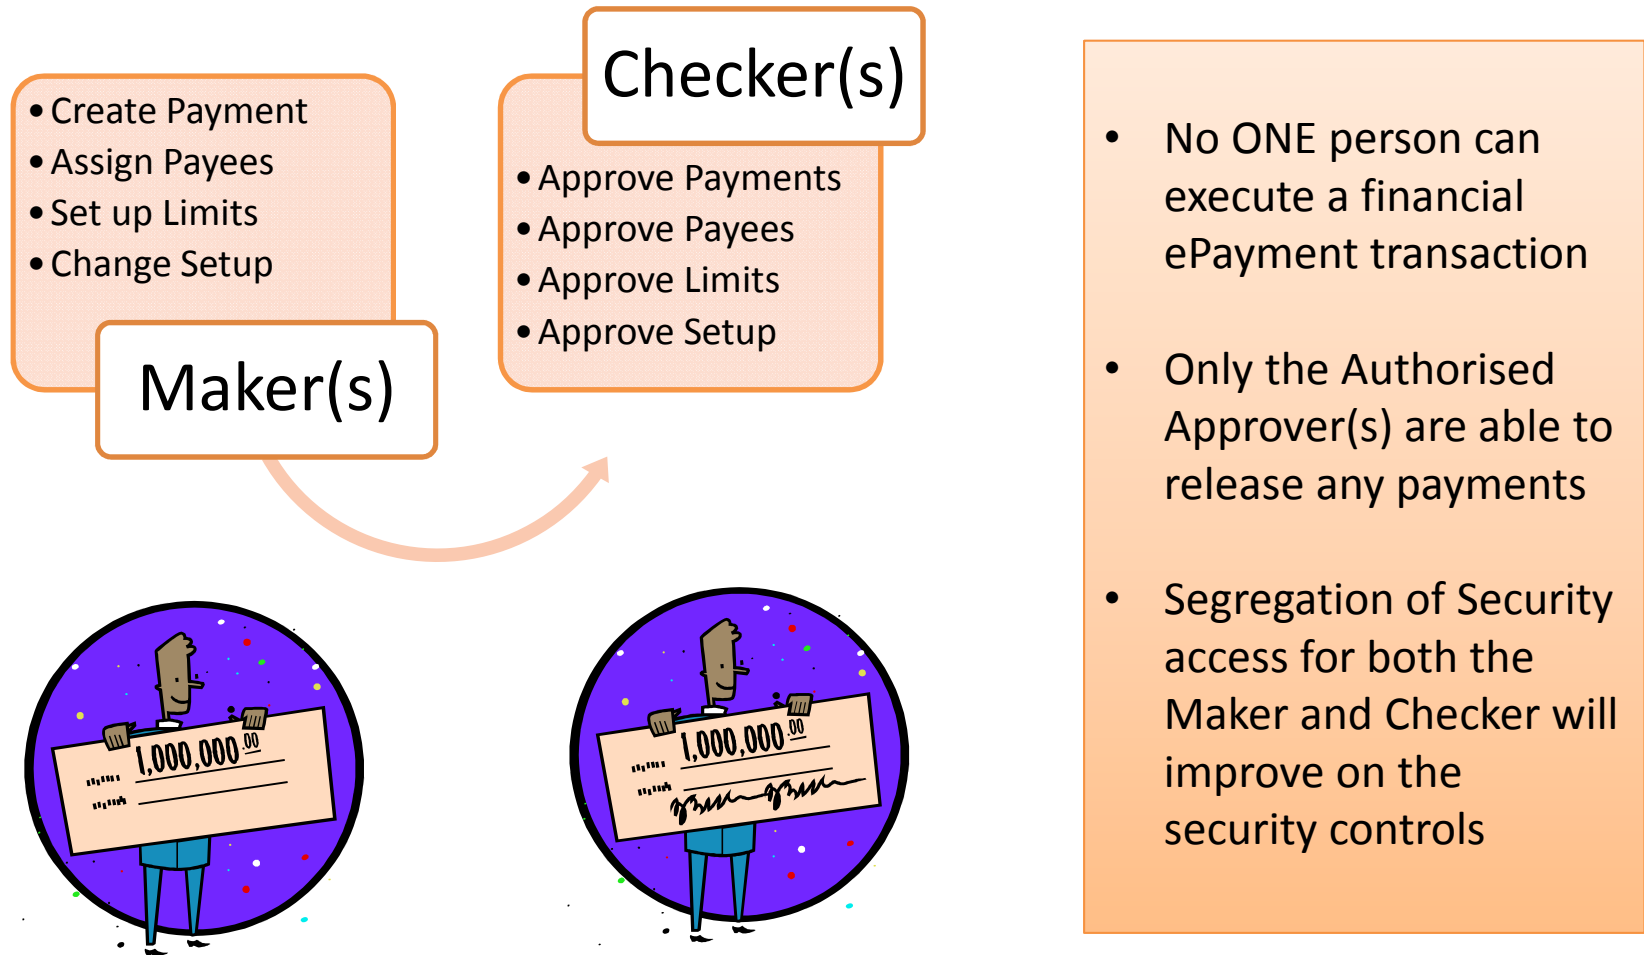 • Create Payment
• Assign Payees
• Set up Limits
• Change Setup
Maker(s)
Checker(s)
• Approve Payments
• Approve Payees
• Approve Limits
• Approve Setup
• No ONE person can
execute a financial
ePayment transaction
• Only the Authorised
Approver(s) are able to
release any payments
• Segregation of Security
access for both the
Maker and Checker will
improve on the
security controls
1,000,000.00
1,000,000.00